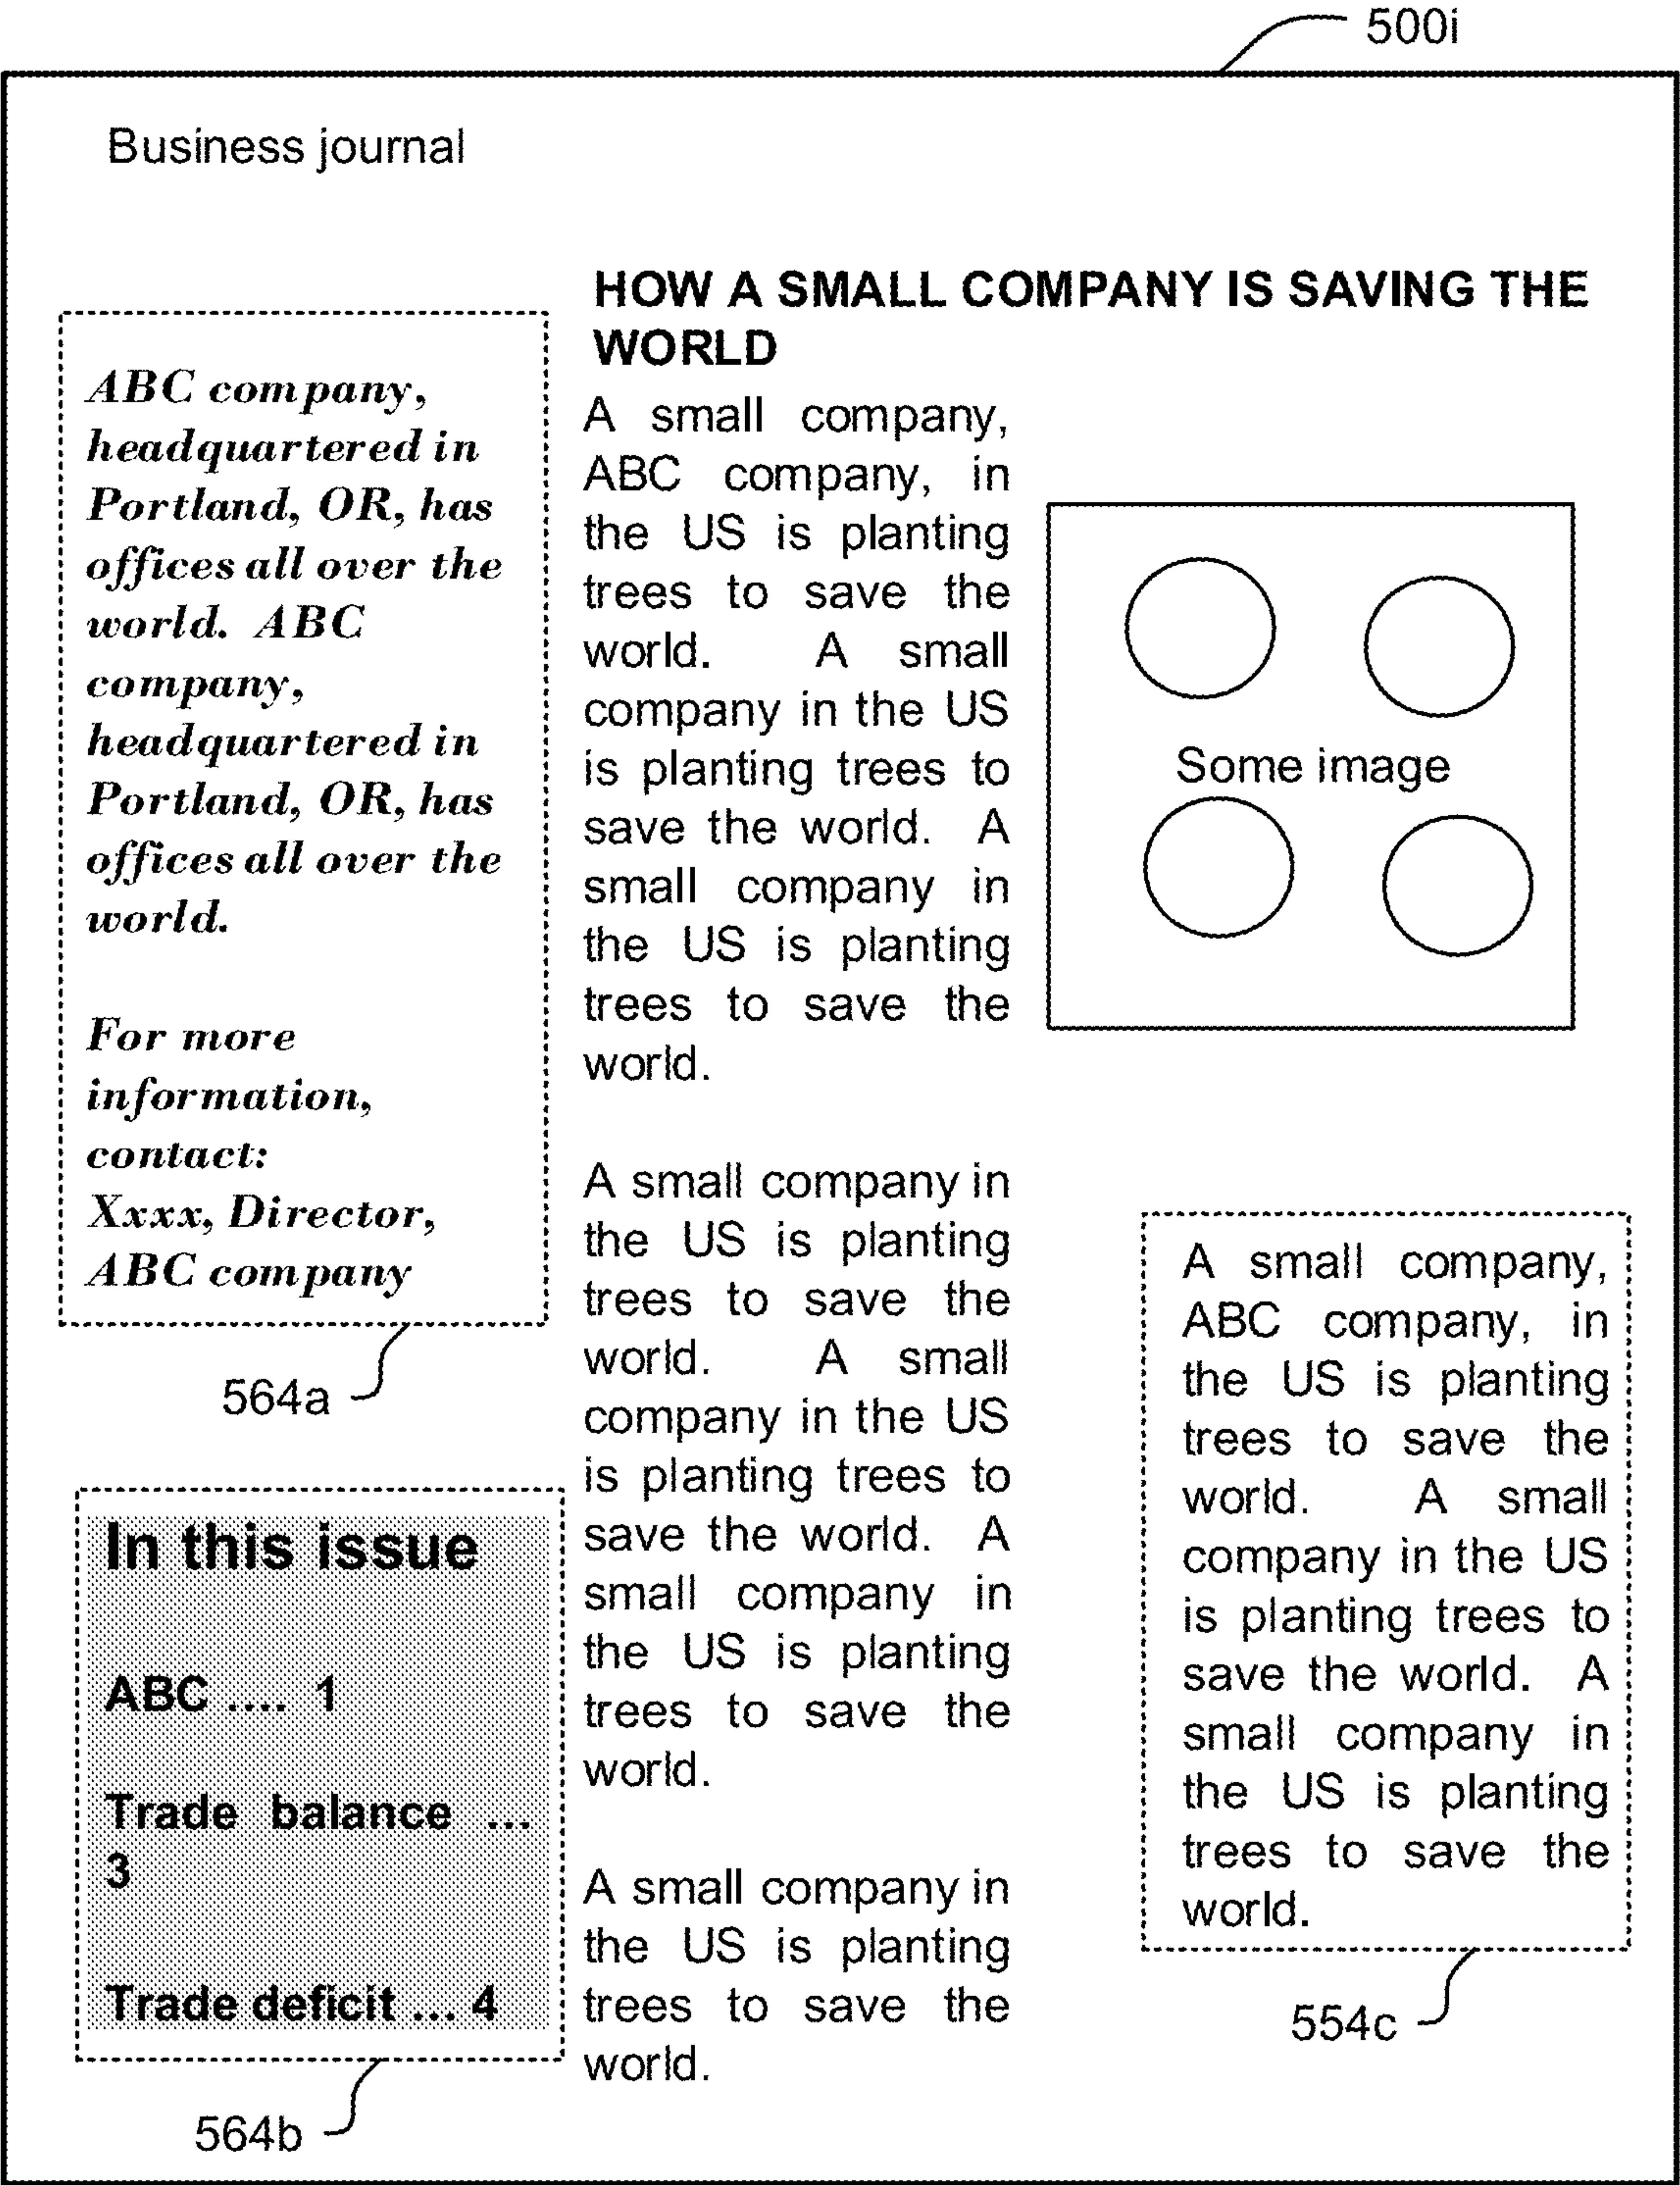 500i
Business journal
HOW A SMALL COMPANY IS SAVING THE
WORLD
ABC company,
headquartered in
Portland, OR, has
offices all over the
world. ABC
company,
headquartered in
Portland, OR, has
offices all over the
world.
For more
information,
contact:
Xxxx, Director,
ABC company
564a
In this issue
ABC .... 1
Trade balance ...
3
Trade deficit ... 4
564b
A small company,
ABC company, in
the US is planting
trees to save the
world. A small
company in the US
is planting trees to
save the world. A
small company in
the US is planting
trees to save the
world.
A small company in
the US is planting
trees to save the
world. A small
company in the US
is planting trees to
save the world. A
small company in
the US is planting
trees to save the
world.
A small company in
the US is planting
trees to save the
world.
Some image
A small company,
ABC company, in
the US is planting
trees to save the
world. A small
company in the US
is planting trees to
save the world. A
small company in
the US is planting
trees to save the
world.
554c